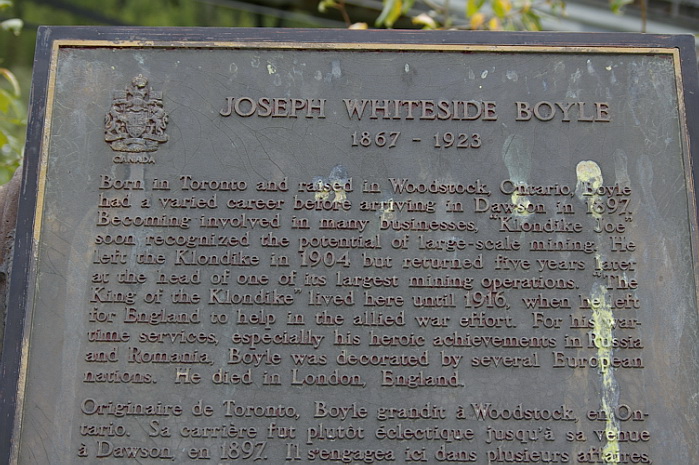 CANADA
JOSEPH WHITESIDE BOYLE
1867 - 1923
Born in Toronto and raised in Woodstock, Ontario, Boyle
had a varied career before arriving in Dawson in 1897.
Becoming involved in many businesses, "Klondike Joe"
soon recognized the potential of large-scale mining. He
left the Klondike in 1904 but returned five years later
at the head of one of its largest mining operations. "The
King of the Klondike" lived here until 1916, when he left
for England to help in the allied war effort. For his war-
time services, especially his heroic achievements in Russia
and Romania, Boyle was decorated by several European
nations. He died in London, England.
Originaire de Toronto, Boyle grandit à Woodstock, en On-
tario. Sa carrière fut plutôt éclectique jusqu'à sa venue
à Dawson, en 1897. Il s'engagea ici dans plusieurs affaires